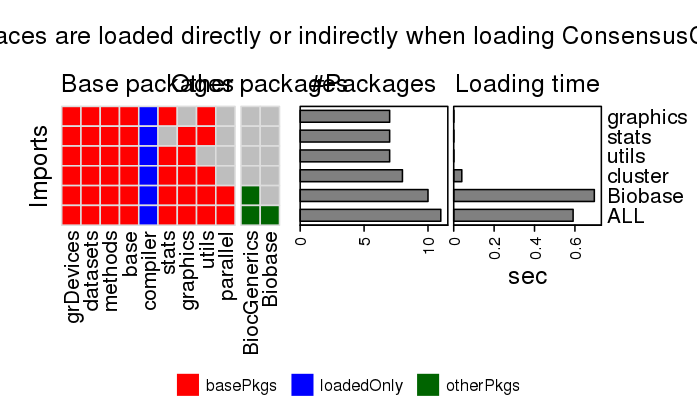 aces are loaded directly or indirectly when loading ConsensusC
Base packages
Other packages
#Packages
Loading time
Imports
graphics
stats
utils
cluster
Biobase
ALL
grDevices
datasets
methods
base
compiler
stats
graphics
utils
parallel
BiocGenerics
Biobase
0
5
10
0
0.2
0.4
0.6
sec
basePkgs
loadedOnly
otherPkgs